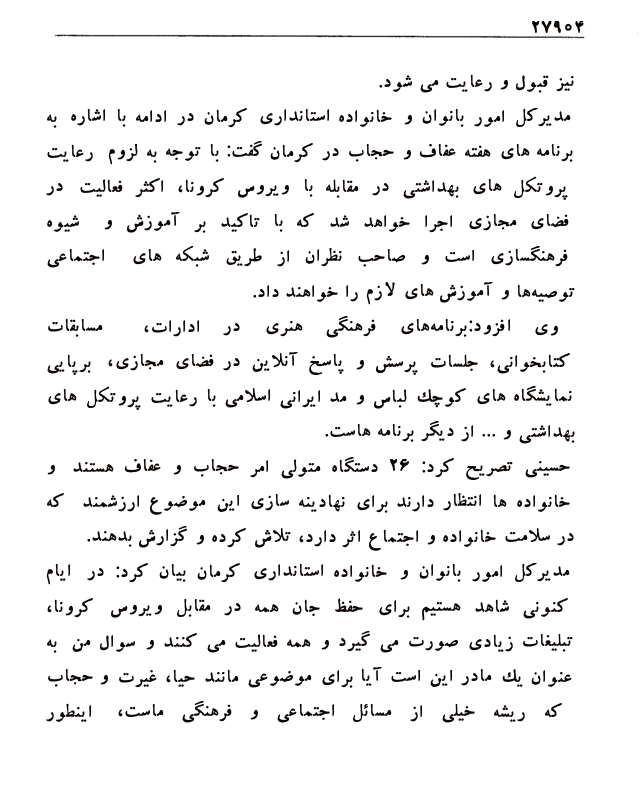 ۲۷۹۰۴
نیز قبول و رعایت می شود.
مدیرکل امور بانوان و خانواده استانداری کرمان در ادامه با اشاره به
برنامه های هفته عفاف و حجاب در کرمان گفت: با توجه به لزوم رعایت
پروتکل های بهداشتی در مقابله با ویروس کرونا، اکثر فعالیت در
فضای مجازی اجرا خواهد شد که با تاکید بر آموزش و شیوه
فرهنگسازی است و صاحب نظران از طریق شبکه های اجتماعی
توصیه‌ها و آموزش های لازم را خواهند داد.
وی افزود:برنامه‌های فرهنگی هنری در ادارات، مسابقات
کتابخوانی، جلسات پرسش و پاسخ آنلاین در فضای مجازی، برپایی
نمایشگاه های کوچك لباس و مد ایرانی اسلامی با رعایت پروتکل های
بهداشتی و ... از دیگر برنامه هاست.
حسینی تصریح کرد: ۲۶ دستگاه متولی امر حجاب و عفاف هستند و
خانواده ها انتظار دارند برای نهادینه سازی این موضوع ارزشمند که
در سلامت خانواده و اجتماع اثر دارد، تلاش کرده و گزارش بدهند.
مدیرکل امور بانوان و خانواده استانداری کرمان بیان کرد: در ایام
کنونی شاهد هستیم برای حفظ جان همه در مقابل ویروس کرونا،
تبلیغات زیادی صورت می گیرد و همه فعالیت می کنند و سوال من به
عنوان یك مادر این است آیا برای موضوعی مانند حیا، غیرت و حجاب
که ریشه خیلی از مسائل اجتماعی و فرهنگی ماست، اینطور